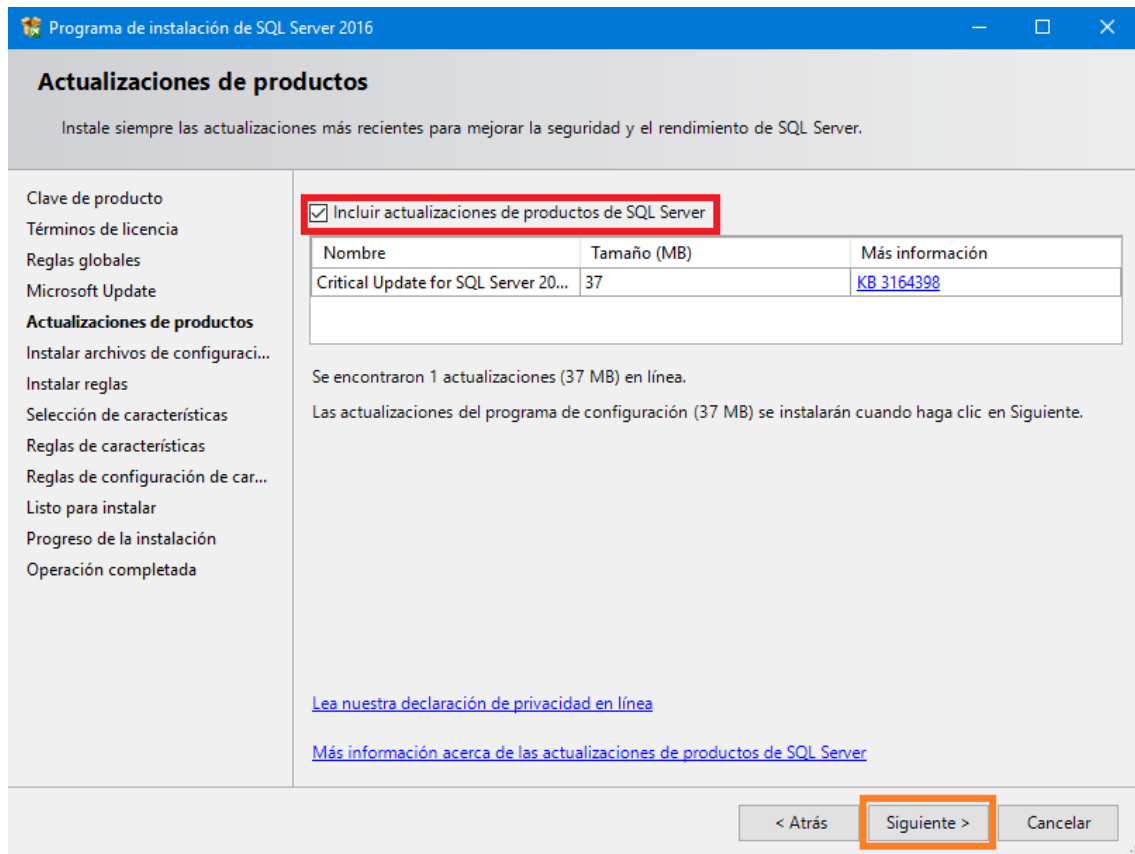 Programa de instalación de SQL Server 2016
Actualizaciones de productos
Instale siempre las actualizaciones más recientes para mejorar la seguridad y el rendimiento de SQL Server.
Clave de producto
Términos de licencia
Reglas globales
Microsoft Update
Actualizaciones de productos
Instalar archivos de configuraci...
Instalar reglas
Selección de características
Reglas de características
Reglas de configuración de car...
Listo para instalar
Progreso de la instalación
Operación completada
Incluir actualizaciones de productos de SQL Server
Nombre Tamaño (MB) Más información
Critical Update for SQL Server 20... 37 KB 3164398
Se encontraron 1 actualizaciones (37 MB) en línea.
Las actualizaciones del programa de configuración (37 MB) se instalarán cuando haga clic en Siguiente.
Lea nuestra declaración de privacidad en línea
Más información acerca de las actualizaciones de productos de SQL Server
< Atrás Siguiente > Cancelar